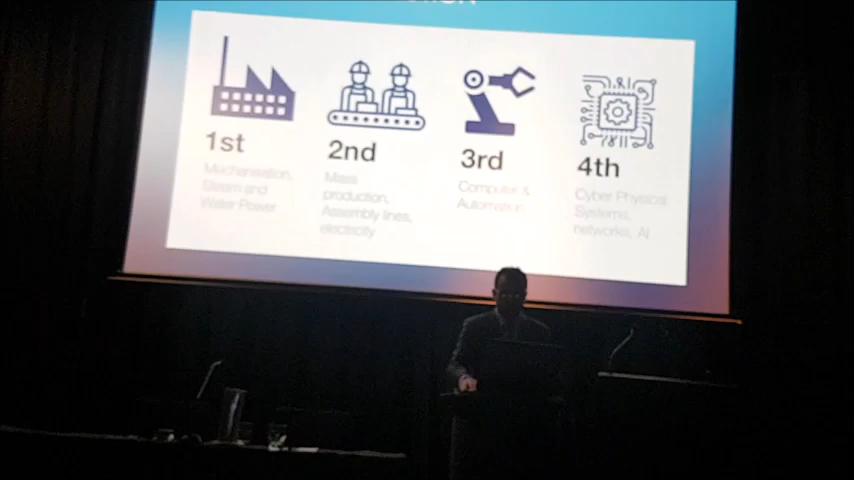 1st
Mechanisation,
Steam and
Water Power
2nd
Mass
production,
Assembly lines,
electricity
3rd
Computer &
Automation
4th
Cyber Physical
Systems,
networks, AI